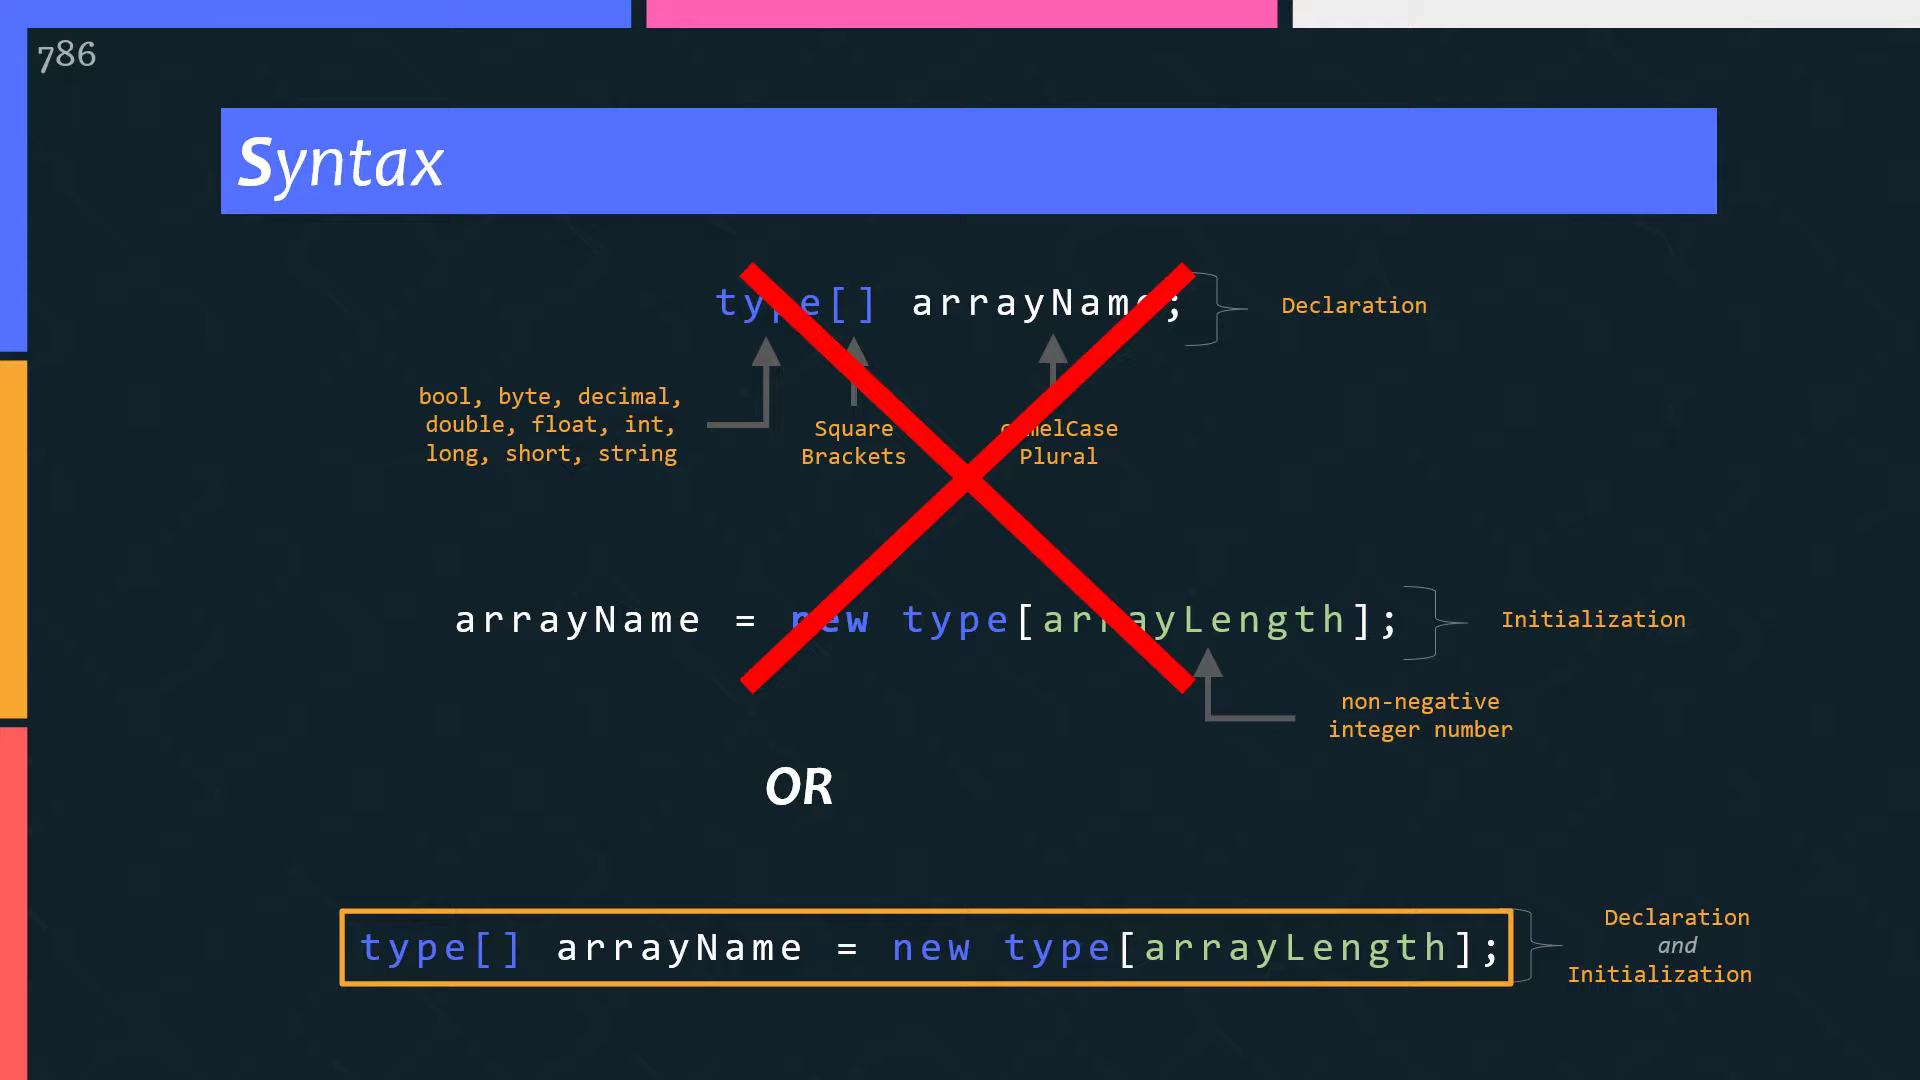 786
Syntax
type[] arrayName;
Declaration
bool, byte, decimal,
double, float, int,
long, short, string
Square
Brackets
camelCase
Plural
arrayName = new type[arrayLength];
Initialization
non-negative
integer number
OR
type[] arrayName = new type[arrayLength];
Declaration
and
Initialization